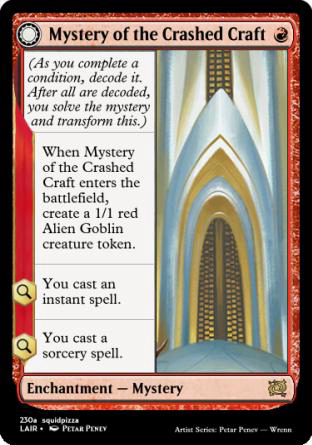 Mystery of the Crashed Craft
(As you complete a
condition, decode it.
After all are decoded,
you solve the mystery
and transform this.)
When Mystery
of the Crashed
Craft enters the
battlefield,
create a 1/1 red
Alien Goblin
creature token.
You cast an
instant spell.
You cast a
sorcery spell.
Enchantment — Mystery
230a squidpizza
LAIR • Petar Penev
Artist Series: Petar Penev — Wrenn